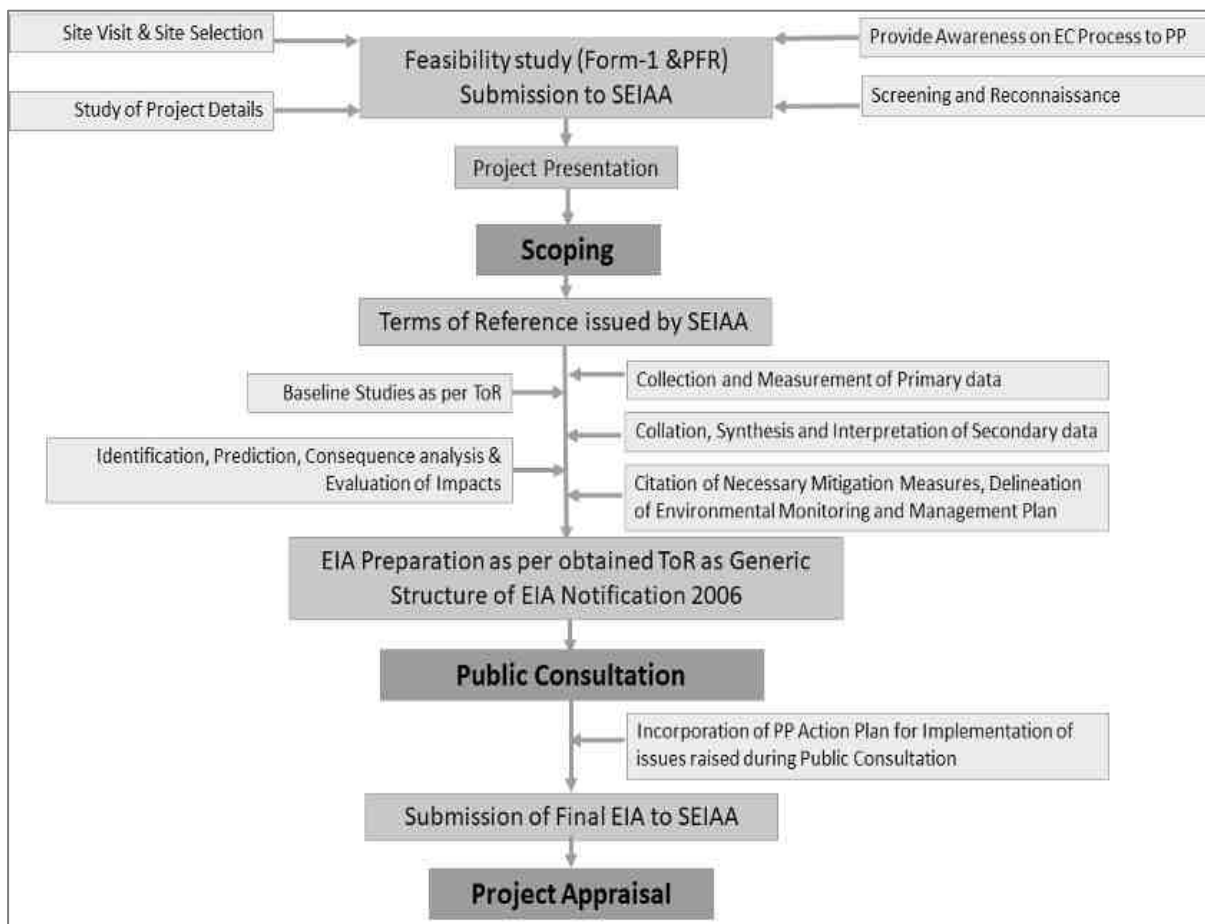 Site Visit & Site Selection
Provide Awareness on EC Process to PP
Feasibility study (Form-1 &PFR)
Submission to SEIAA
Study of Project Details
Screening and Reconnaissance
Project Presentation
Scoping
Terms of Reference issued by SEIAA
Baseline Studies as per ToR
Collection and Measurement of Primary data
Collation, Synthesis and Interpretation of Secondary data
Identification, Prediction, Consequence analysis &
Evaluation of Impacts
Citation of Necessary Mitigation Measures, Delineation
of Environmental Monitoring and Management Plan
EIA Preparation as per obtained ToR as Generic
Structure of EIA Notification 2006
Public Consultation
Incorporation of PP Action Plan for Implementation of
issues raised during Public Consultation
Submission of Final EIA to SEIAA
Project Appraisal